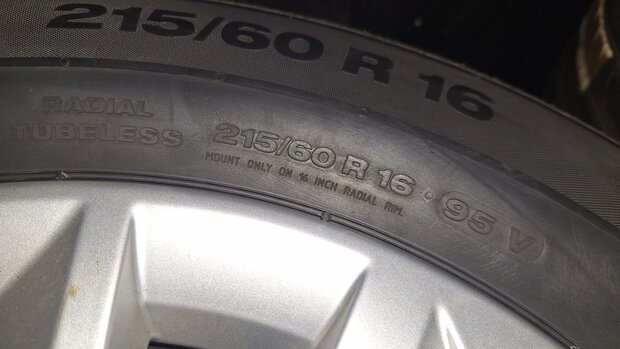 215/60 R 16
RADIAL
TUBELESS
215/60 R 16 · 95 V
MOUNT ONLY ON 16 INCH RADIAL RIM.